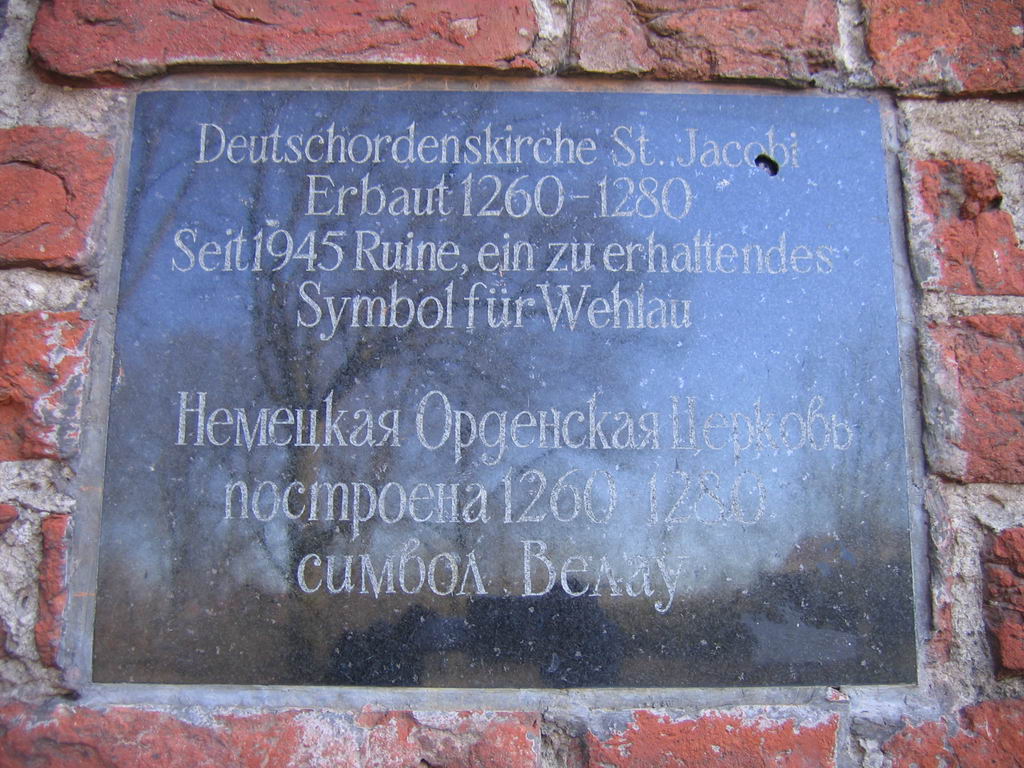 Deutschordenskirche St. Jacobi
Erbaut 1260-1280
Seit 1945 Ruine, ein zu erhaltendes
Symbol für Wehlau
Немецкая Орденская Церковь
построена 1260 1280
символ Велау